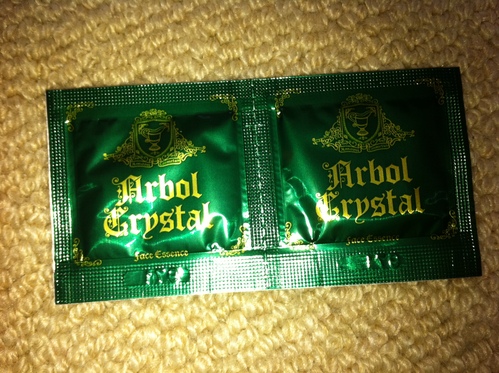 Arbol
Crystal
Face Essence
Arbol
Crystal
Face Essence